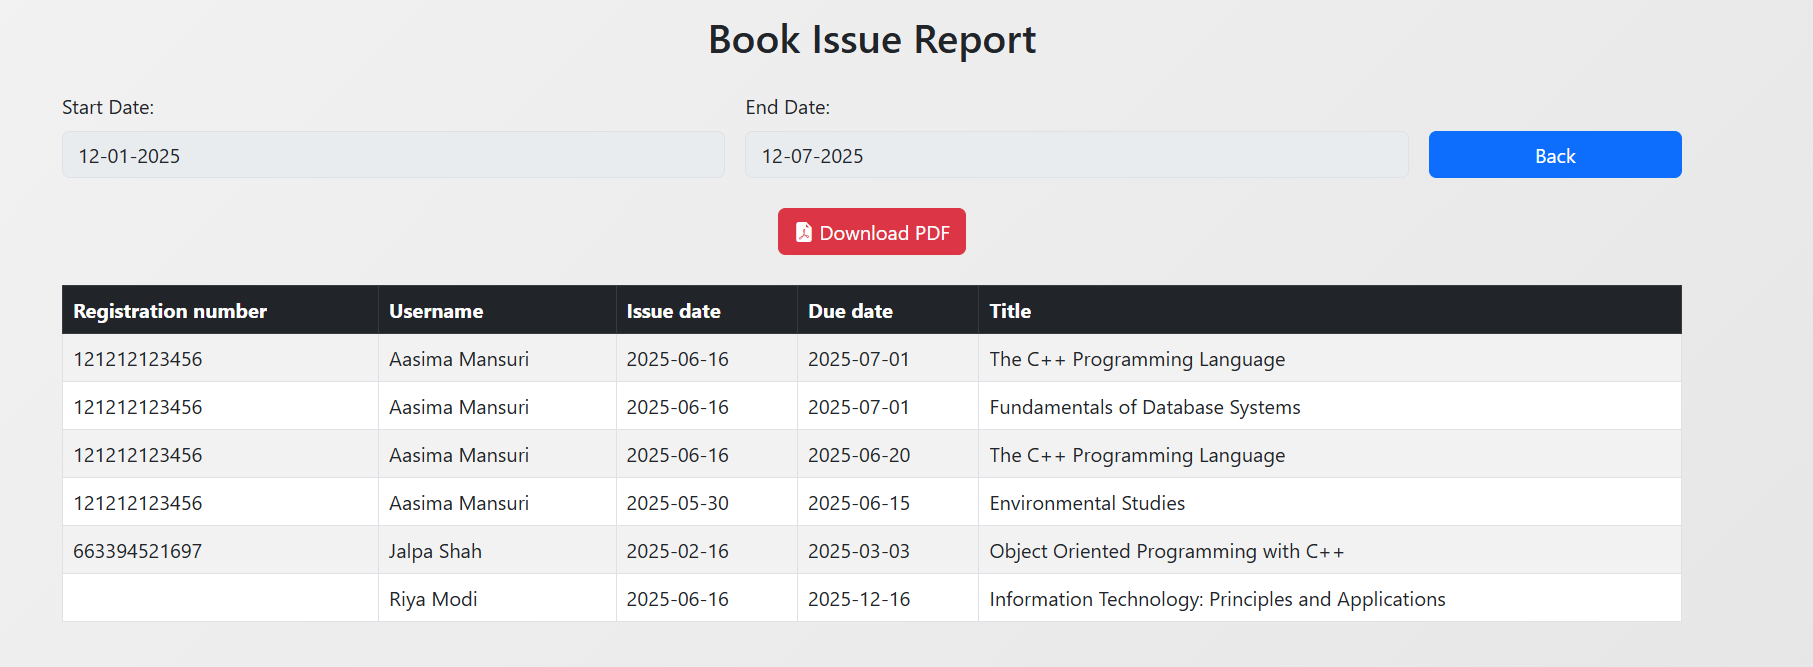 Book Issue Report
Start Date: End Date:
12-01-2025 12-07-2025 Back
Download PDF
Registration number Username Issue date Due date Title
121212123456 Aasima Mansuri 2025-06-16 2025-07-01 The C++ Programming Language
121212123456 Aasima Mansuri 2025-06-16 2025-07-01 Fundamentals of Database Systems
121212123456 Aasima Mansuri 2025-06-16 2025-06-20 The C++ Programming Language
121212123456 Aasima Mansuri 2025-05-30 2025-06-15 Environmental Studies
663394521697 Jalpa Shah 2025-02-16 2025-03-03 Object Oriented Programming with C++
Riya Modi 2025-06-16 2025-12-16 Information Technology: Principles and Applications